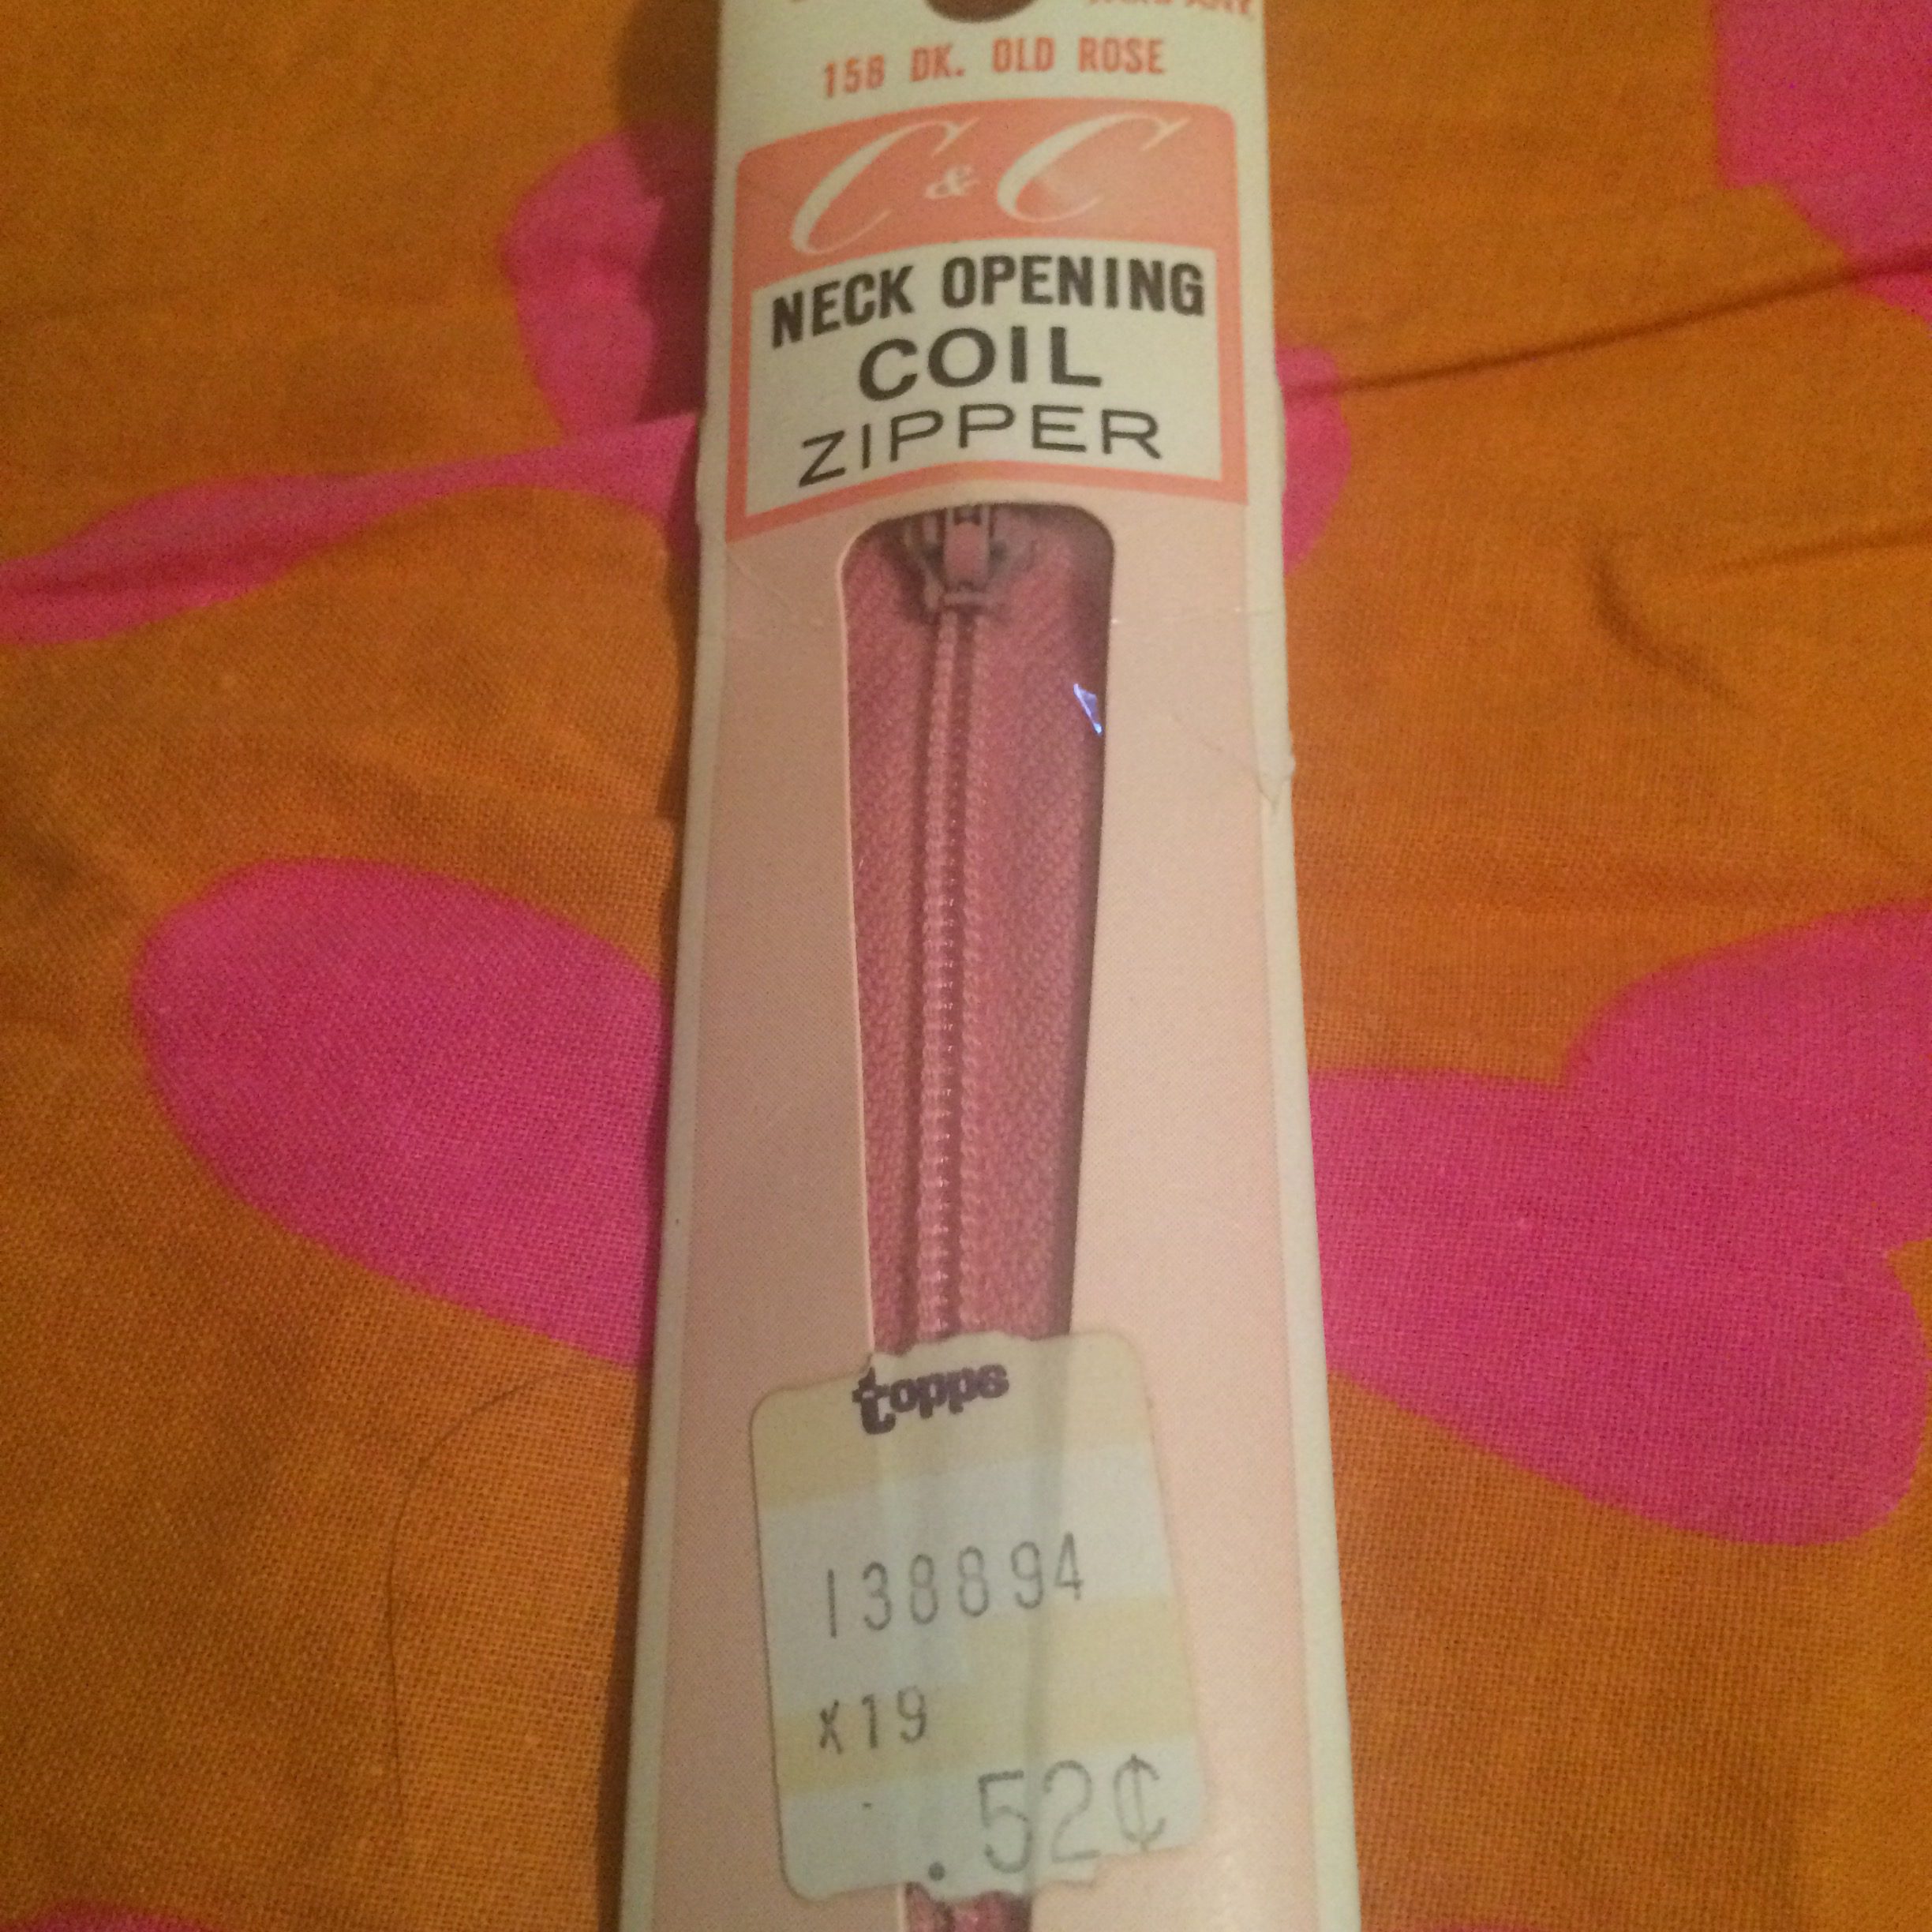 158 DK. OLD ROSE
C & C
NECK OPENING
COIL
ZIPPER
topps
138894
X19
.52¢